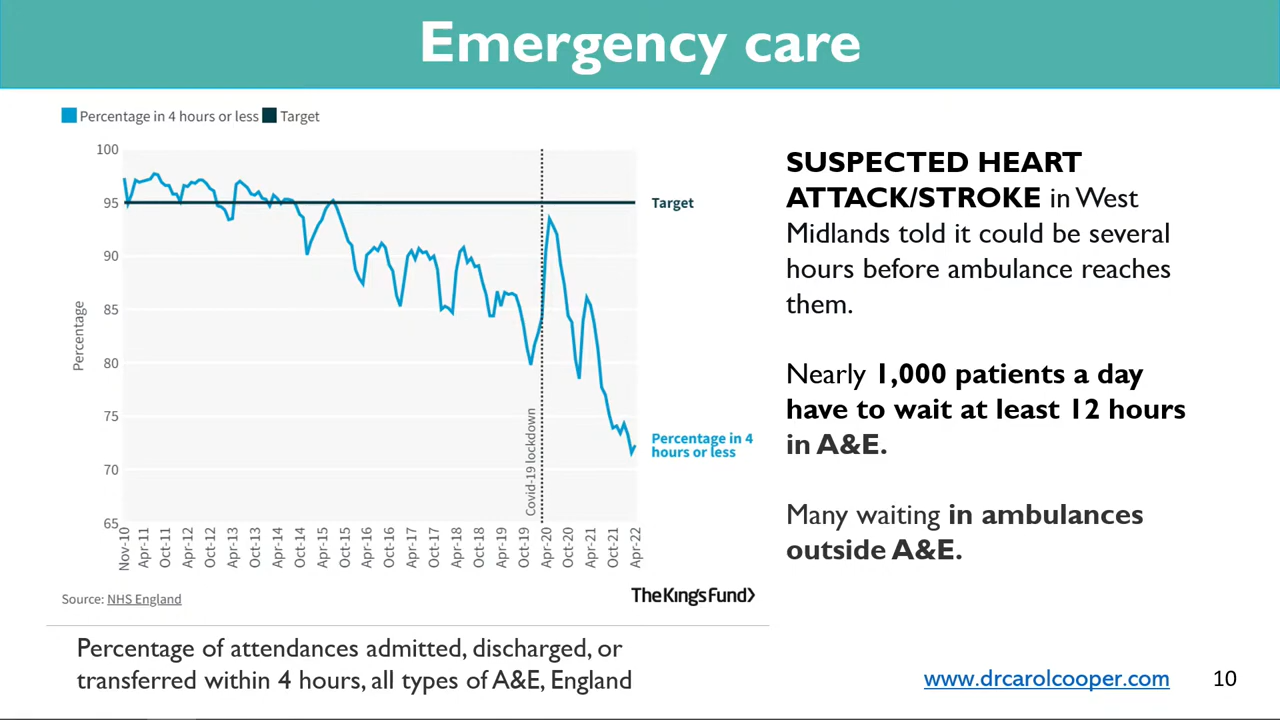 Emergency care
Percentage in 4 hours or less Target
100
95
90
85
80
75
70
65
Percentage
Covid-19 lockdown
Target
Percentage in 4
hours or less
Nov-10
Apr-11
Oct-11
Apr-12
Oct-12
Apr-13
Oct-13
Apr-14
Oct-14
Apr-15
Oct-15
Apr-16
Oct-16
Apr-17
Oct-17
Apr-18
Oct-18
Apr-19
Oct-19
Apr-20
Oct-20
Apr-21
Oct-21
Apr-22
Source: NHS England
TheKingsFund>
Percentage of attendances admitted, discharged, or
transferred within 4 hours, all types of A&E, England
SUSPECTED HEART
ATTACK/STROKE in West
Midlands told it could be several
hours before ambulance reaches
them.
Nearly 1,000 patients a day
have to wait at least 12 hours
in A&E.
Many waiting in ambulances
outside A&E.
www.drcarolcooper.com 10